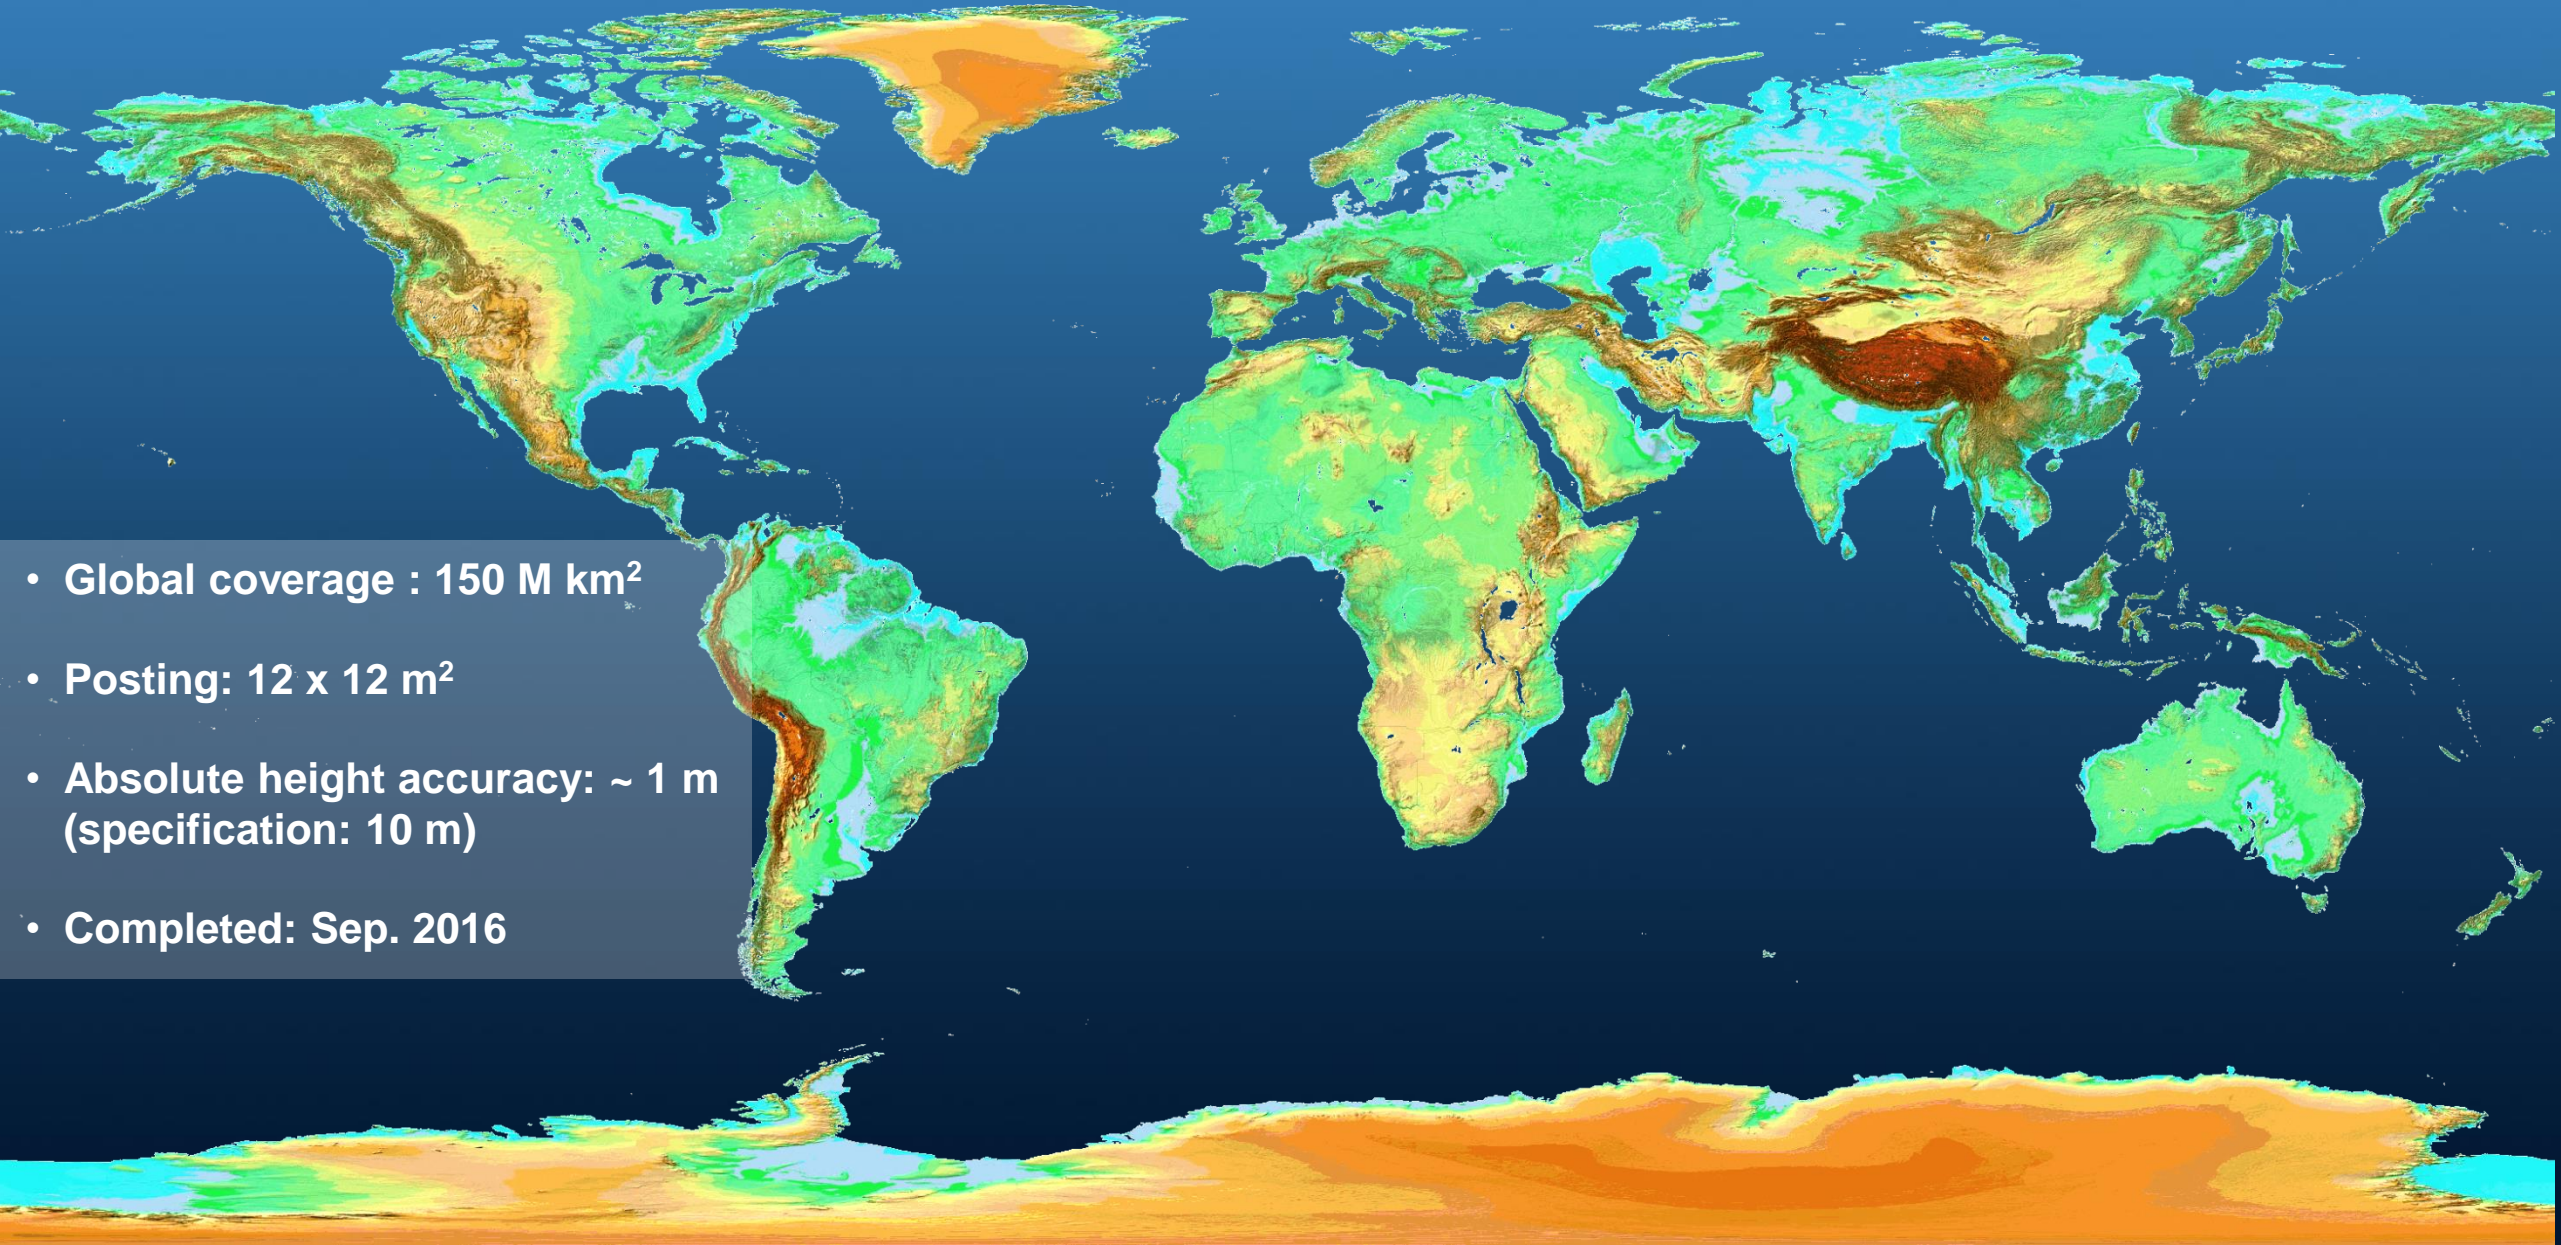 • Global coverage : 150 M km²
• Posting: 12 x 12 m²
• Absolute height accuracy: ~ 1 m
(specification: 10 m)
• Completed: Sep. 2016